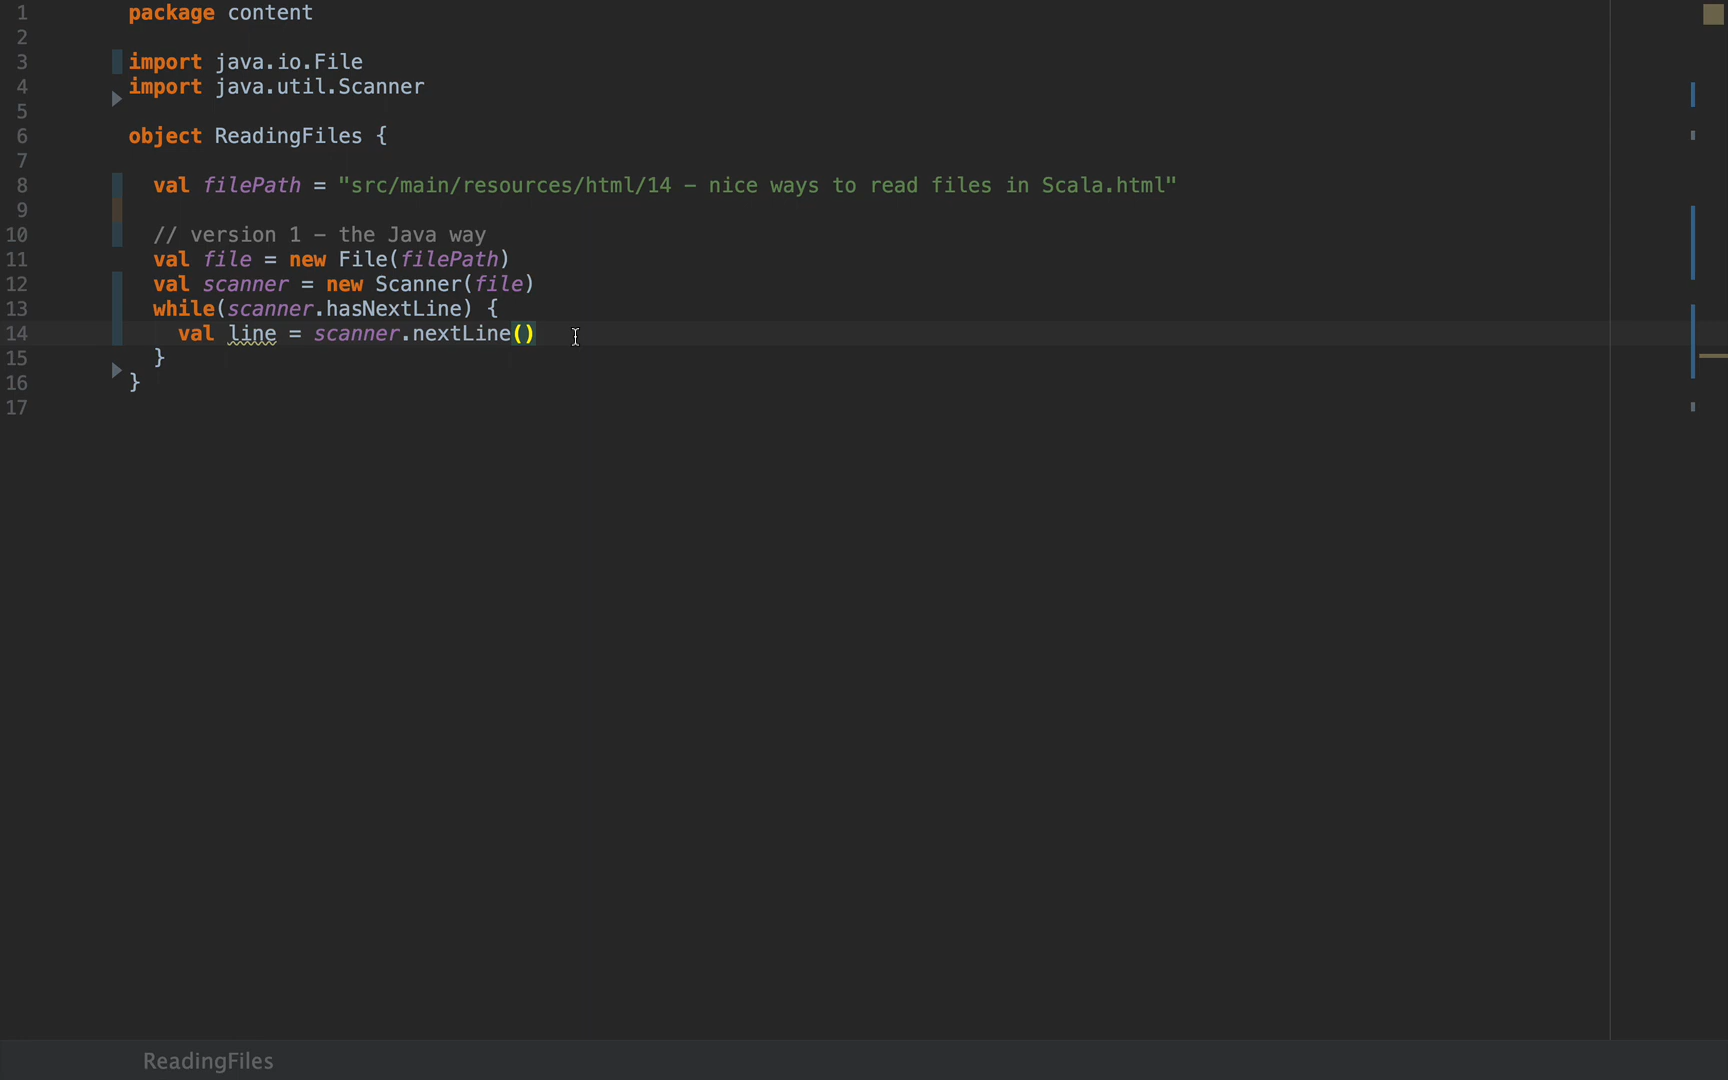 1 package content
2
3 import java.io.File
4 import java.util.Scanner
5
6 object ReadingFiles {
7
8 val filePath = "src/main/resources/html/14 – nice ways to read files in Scala.html"
9
10 // version 1 – the Java way
11 val file = new File(filePath)
12 val scanner = new Scanner(file)
13 while(scanner.hasNextLine) {
14 val line = scanner.nextLine()
15 }
16 }
17
ReadingFiles